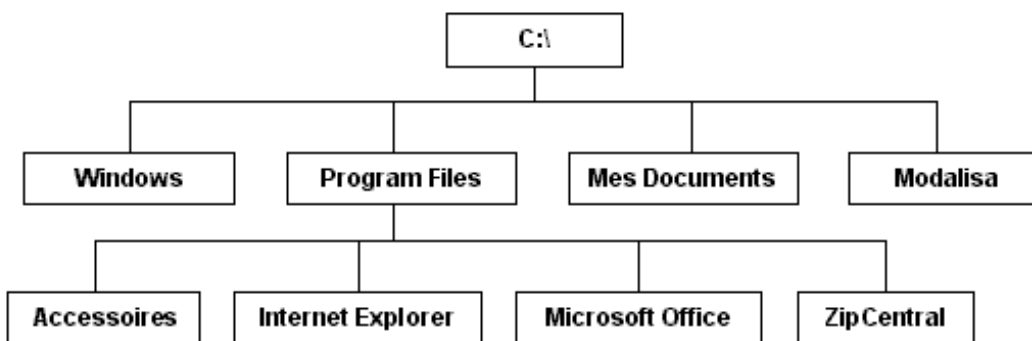 C:\
Windows
Program Files
Mes Documents
Modalisa
Accessoires
Internet Explorer
Microsoft Office
ZipCentral